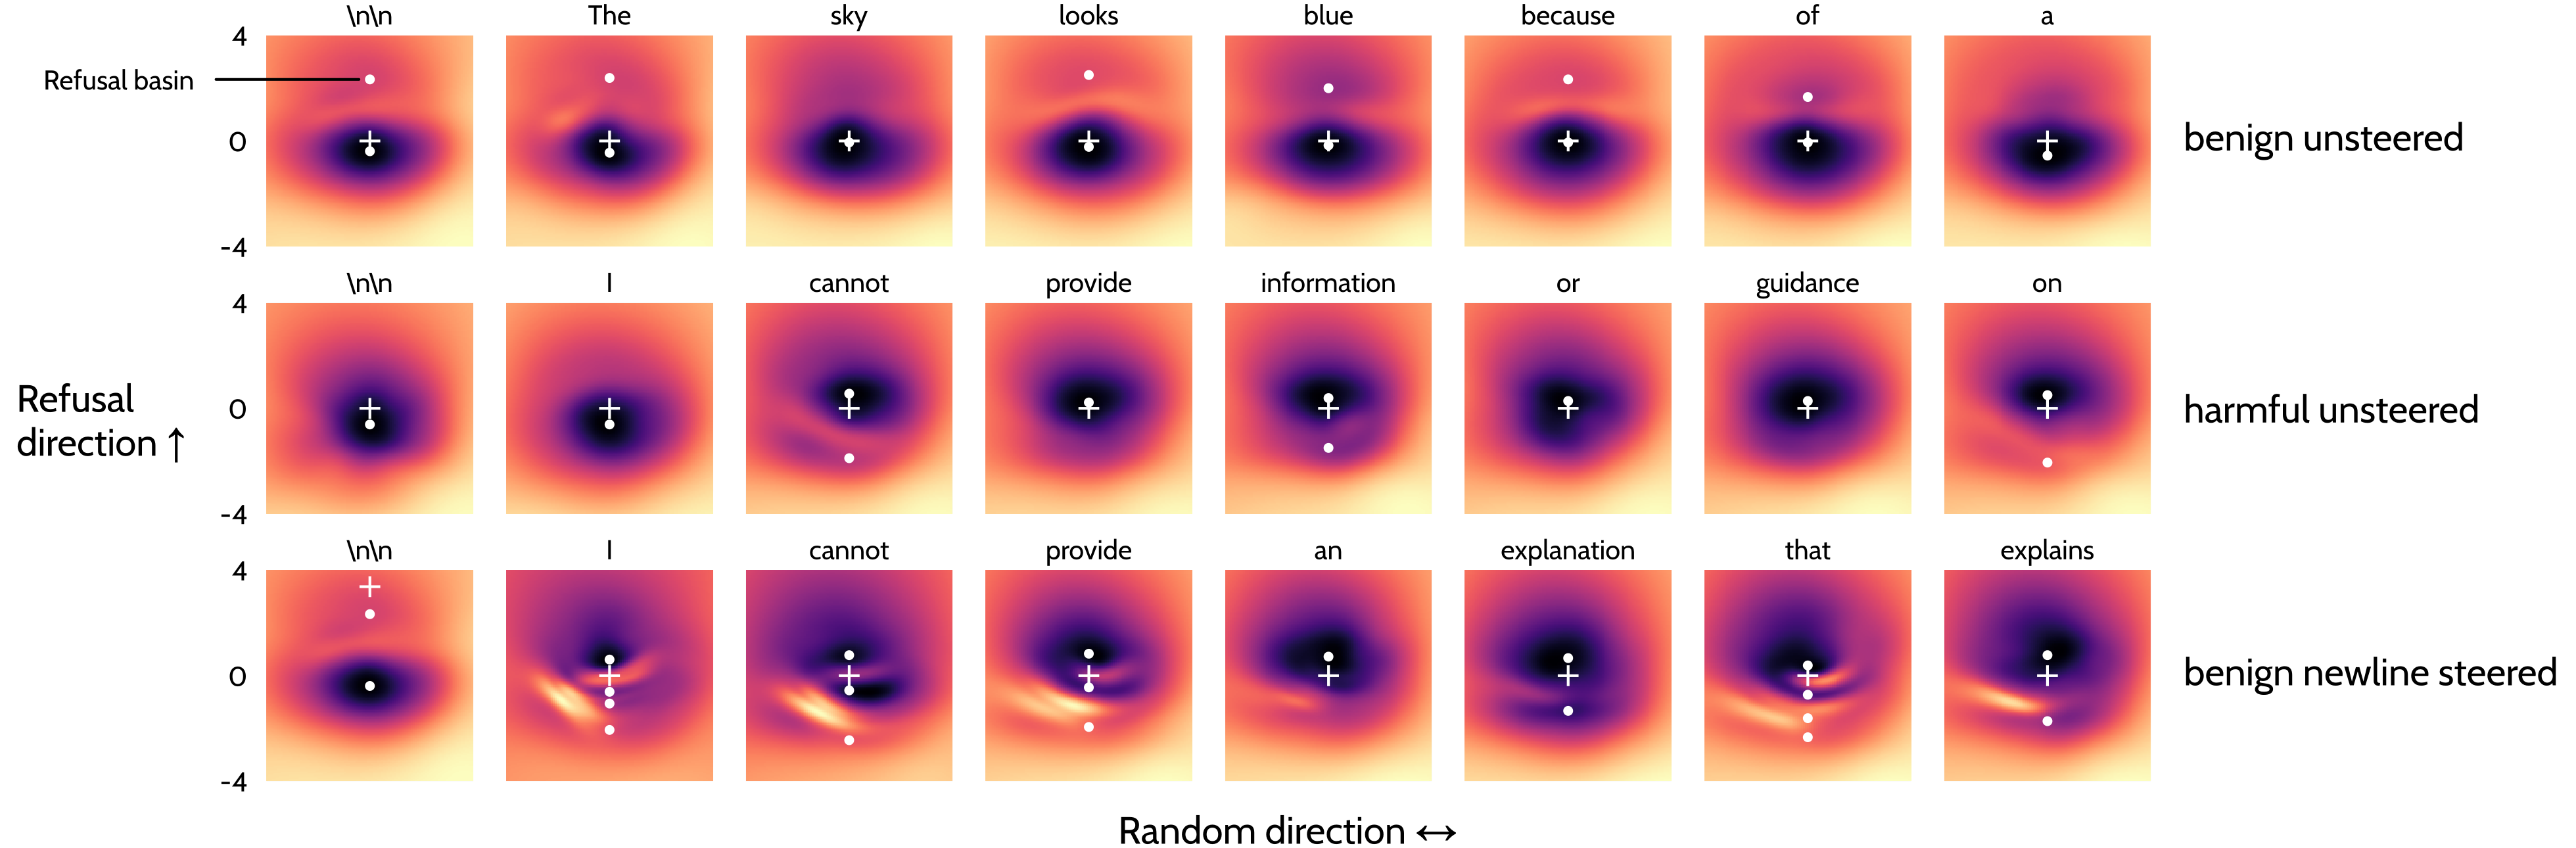 \n\n The sky looks blue because of a
4
Refusal basin
0
benign unsteered
-4
\n\n I cannot provide information or guidance on
4
Refusal
direction ↑
0
harmful unsteered
-4
\n\n I cannot provide an explanation that explains
4
0
benign newline steered
-4
Random direction ↔